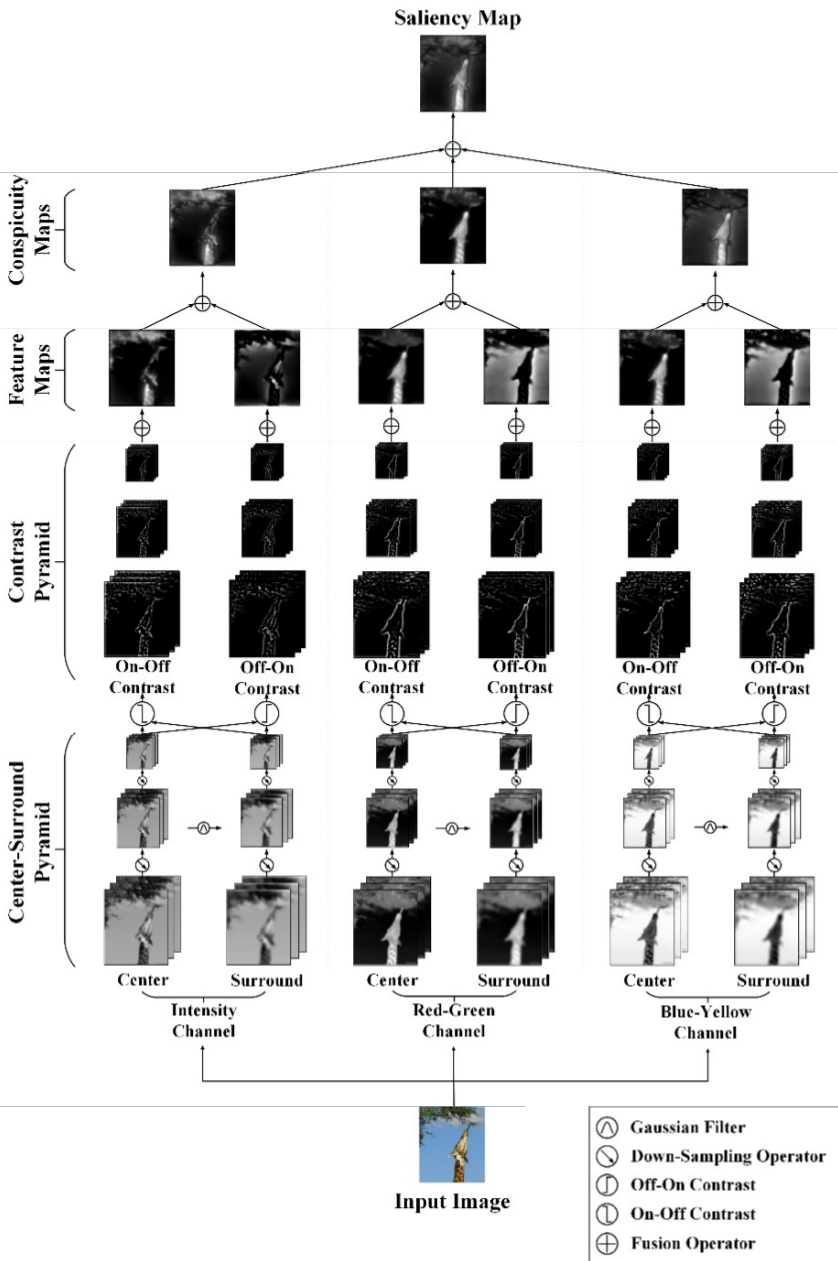 Saliency Map
Conspicuity
Maps
Feature
Maps
Contrast
Pyramid
On-Off
Contrast
Off-On
Contrast
On-Off
Contrast
Off-On
Contrast
On-Off
Contrast
Off-On
Contrast
Center-Surround
Pyramid
Center
Surround
Center
Surround
Center
Surround
Intensity
Channel
Red-Green
Channel
Blue-Yellow
Channel
Input Image
Gaussian Filter
Down-Sampling Operator
Off-On Contrast
On-Off Contrast
Fusion Operator